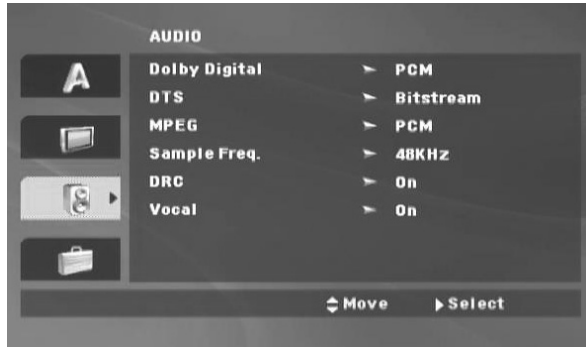 AUDIO
Dolby Digital PCM
DTS Bitstream
MPEG PCM
Sample Freq. 48KHz
DRC On
Vocal On
A
Move Select